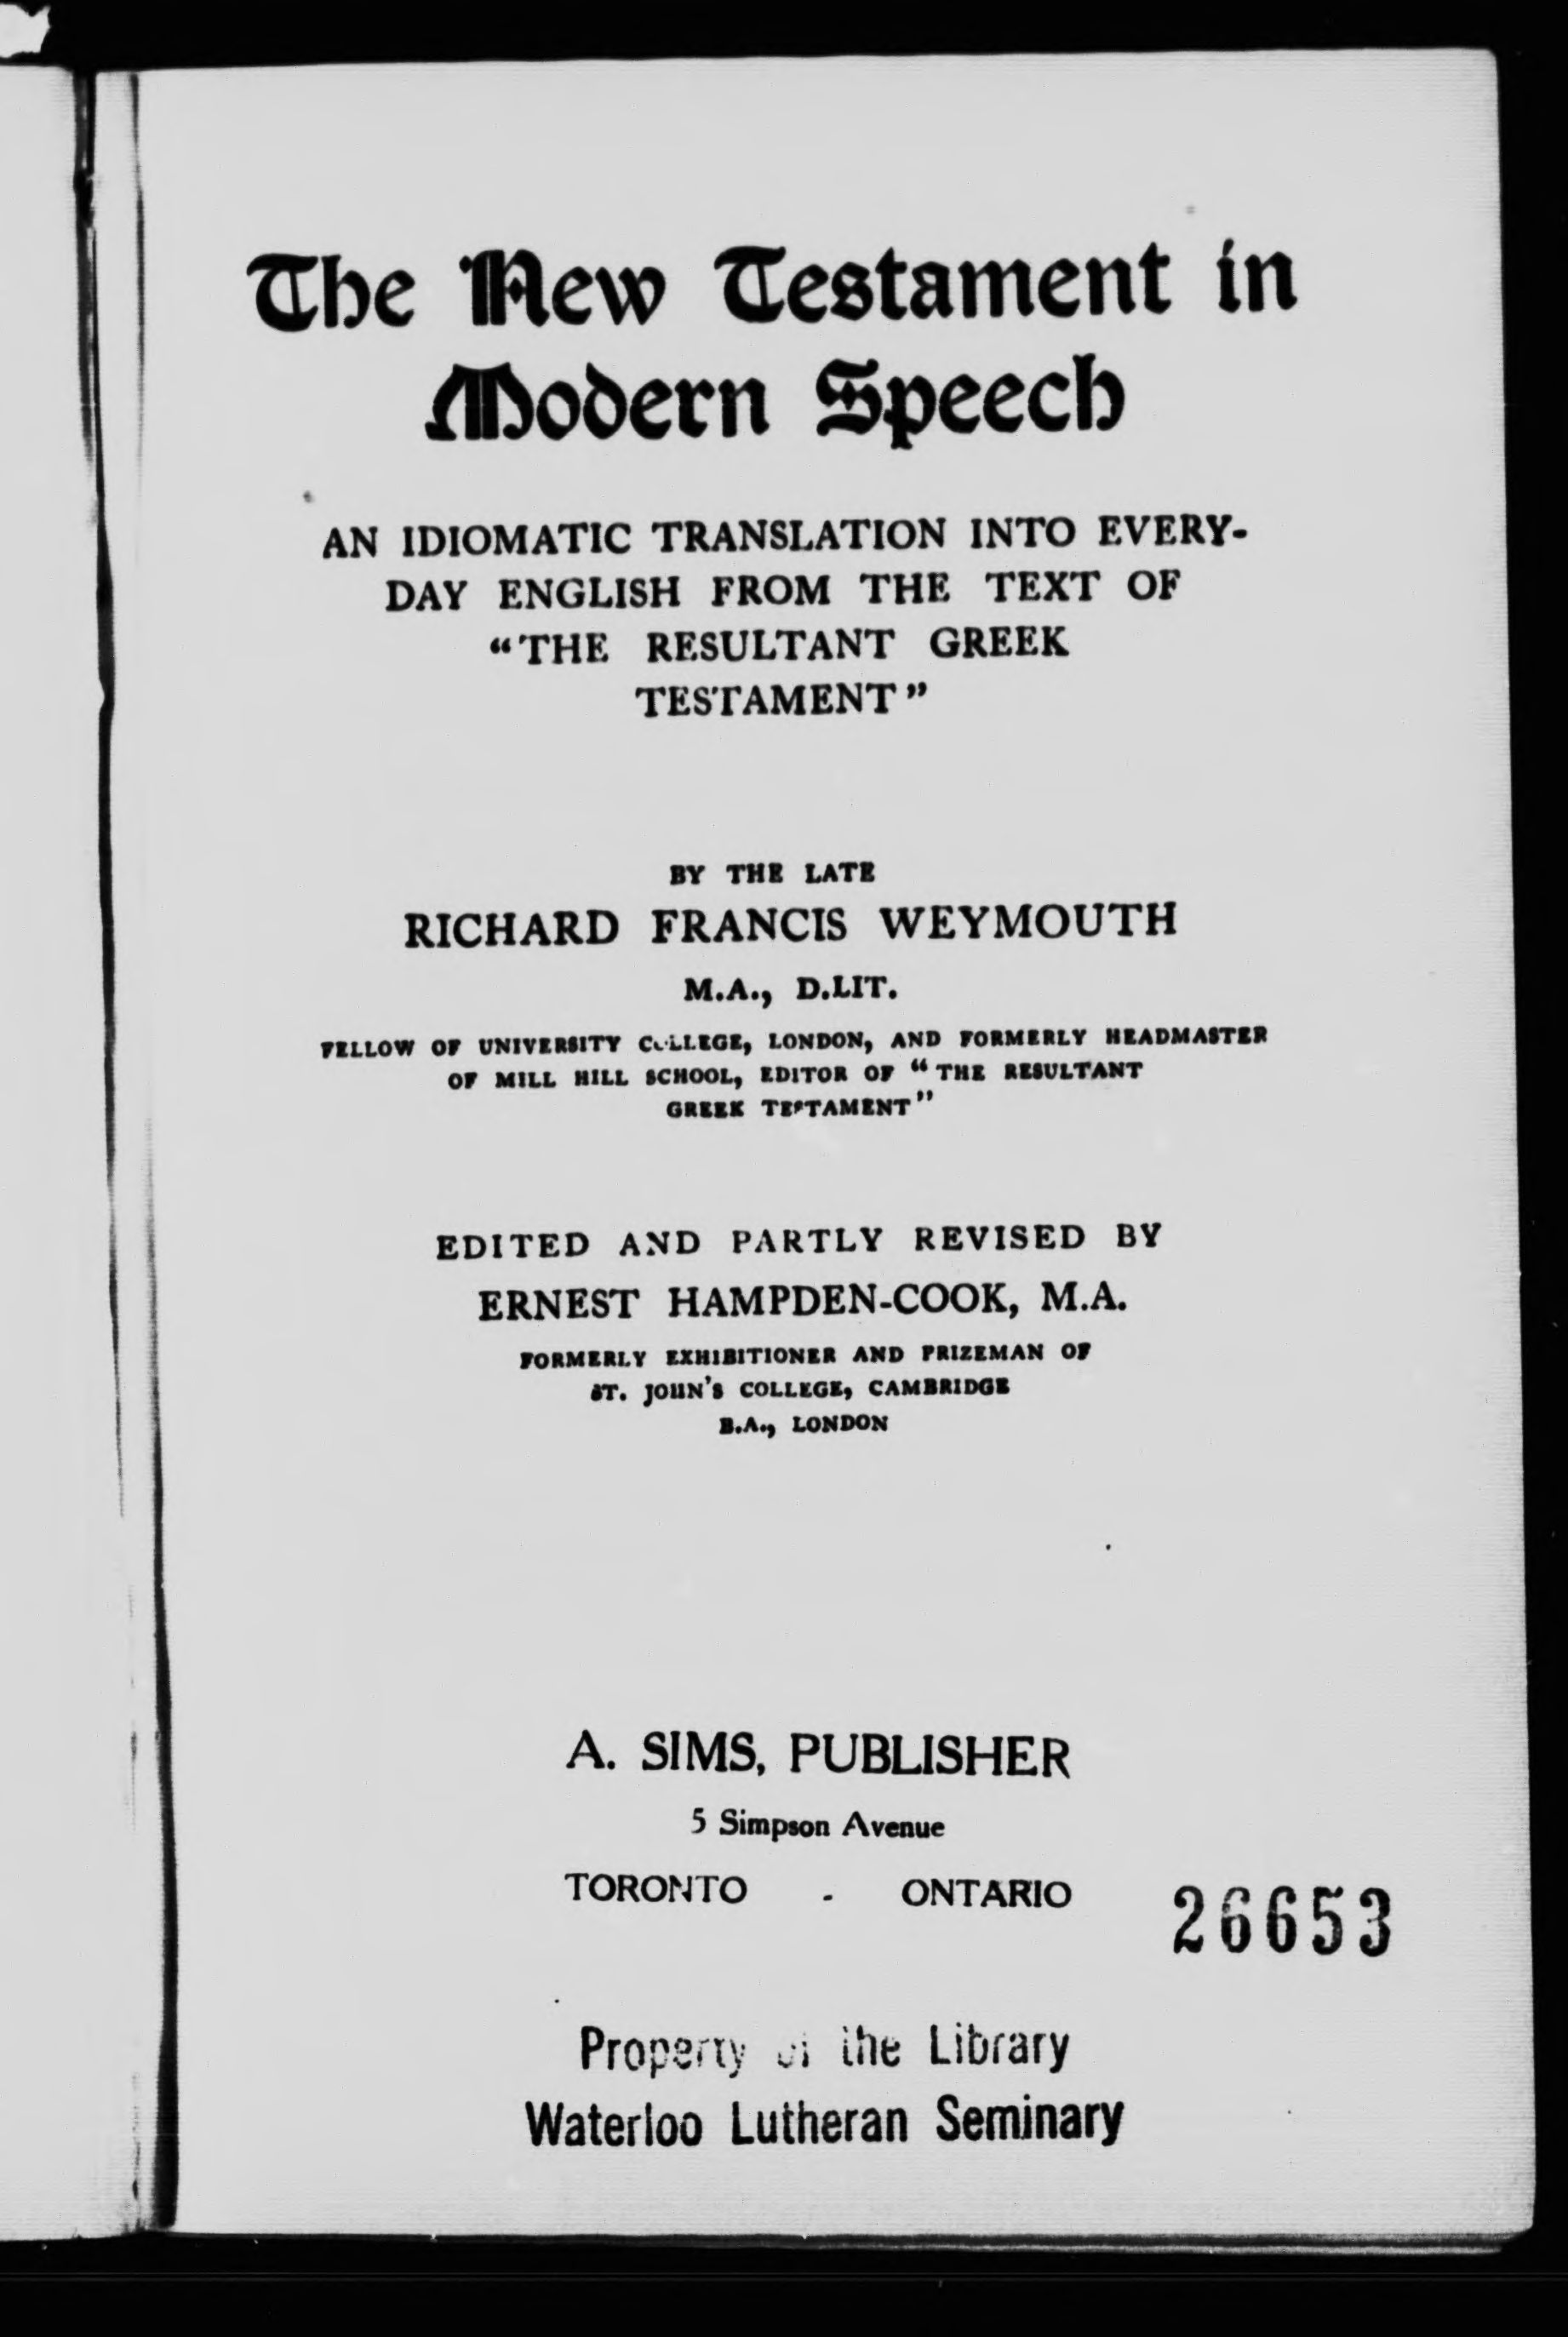 The New Testament in
Modern Speech
AN IDIOMATIC TRANSLATION INTO EVERY-
DAY ENGLISH FROM THE TEXT OF
“THE RESULTANT GREEK
TESTAMENT”
BY THE LATE
RICHARD FRANCIS WEYMOUTH
M.A., D.LIT.
FELLOW OF UNIVERSITY COLLEGE, LONDON, AND FORMERLY HEADMASTER
OF MILL HILL SCHOOL, EDITOR OF “THE RESULTANT
GREEK TESTAMENT”
EDITED AND PARTLY REVISED BY
ERNEST HAMPDEN-COOK, M.A.
FORMERLY EXHIBITIONER AND PRIZEMAN OF
ST. JOHN'S COLLEGE, CAMBRIDGE
B.A., LONDON
A. SIMS, PUBLISHER
5 Simpson Avenue
TORONTO - ONTARIO
26653
Property of the Library
Waterloo Lutheran Seminary